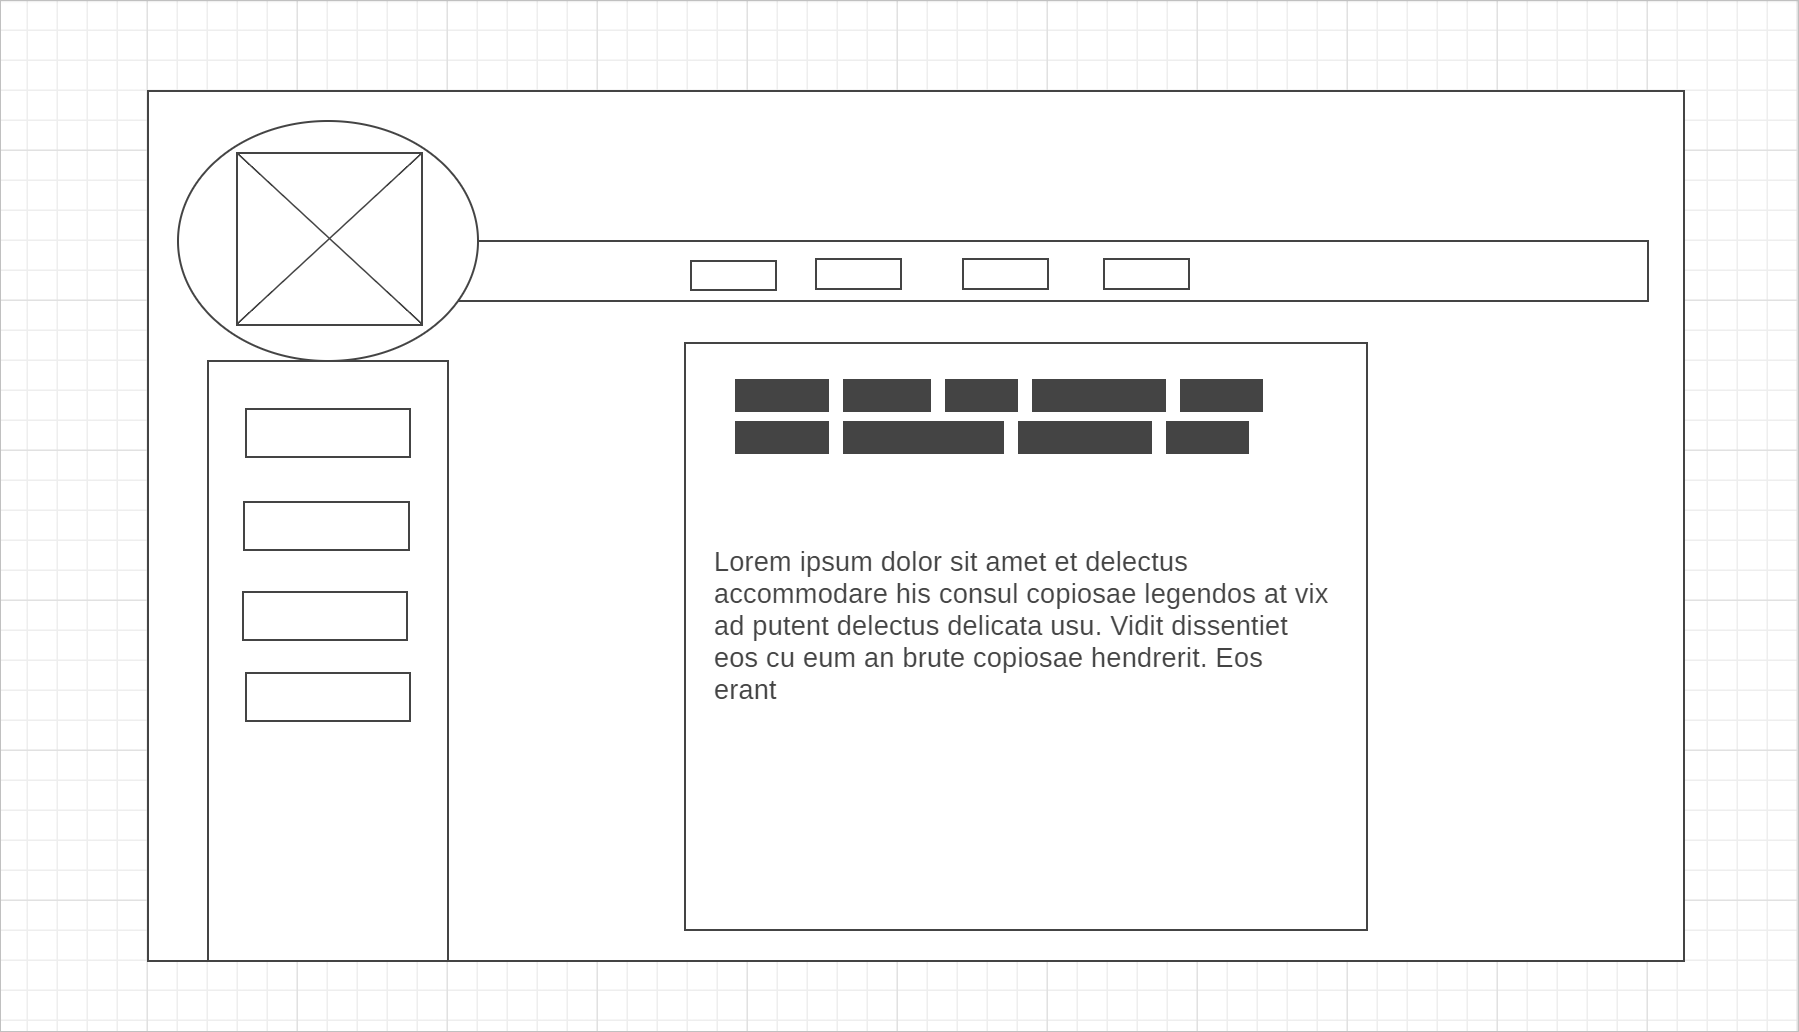 Lorem ipsum dolor sit amet et delectus
accommodare his consul copiosae legendos at vix
ad putent delectus delicata usu. Vidit dissentiet
eos cu eum an brute copiosae hendrerit. Eos
erant